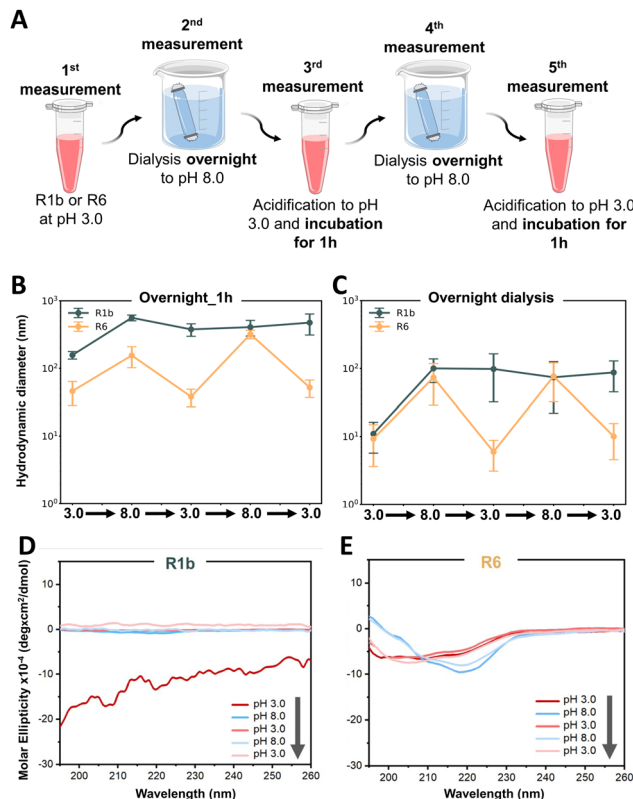 A
1st measurement
2nd measurement
3rd measurement
4th measurement
5th measurement
R1b or R6
at pH 3.0
Dialysis overnight
to pH 8.0
Acidification to pH
3.0 and incubation
for 1h
Dialysis overnight
to pH 8.0
Acidification to pH 3.0
and incubation for
1h
B
Overnight_1h
Hydrodynamic diameter (nm)
10³
10²
10¹
10⁰
R1b
R6
3.0 8.0 3.0 8.0 3.0
C
Overnight dialysis
10³
10²
10¹
10⁰
R1b
R6
3.0 8.0 3.0 8.0 3.0
D
R1b
Molar Ellipticity x10⁻⁴ (degxcm²/dmol)
10
0
-10
-20
-30
pH 3.0
pH 8.0
pH 3.0
pH 8.0
pH 3.0
200 210 220 230 240 250 260
Wavelength (nm)
E
R6
10
0
-10
-20
-30
pH 3.0
pH 8.0
pH 3.0
pH 8.0
pH 3.0
200 210 220 230 240 250 260
Wavelength (nm)